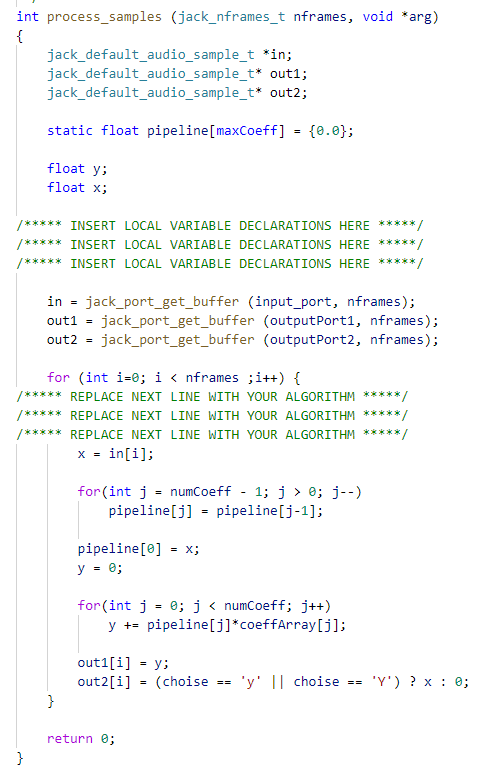 int process_samples (jack_nframes_t nframes, void *arg)
{
    jack_default_audio_sample_t *in;
    jack_default_audio_sample_t* out1;
    jack_default_audio_sample_t* out2;

    static float pipeline[maxCoeff] = {0.0};

    float y;
    float x;

/***** INSERT LOCAL VARIABLE DECLARATIONS HERE *****/
/***** INSERT LOCAL VARIABLE DECLARATIONS HERE *****/
/***** INSERT LOCAL VARIABLE DECLARATIONS HERE *****/

    in = jack_port_get_buffer (input_port, nframes);
    out1 = jack_port_get_buffer (outputPort1, nframes);
    out2 = jack_port_get_buffer (outputPort2, nframes);

    for (int i=0; i < nframes ;i++) {
/***** REPLACE NEXT LINE WITH YOUR ALGORITHM *****/
/***** REPLACE NEXT LINE WITH YOUR ALGORITHM *****/
/***** REPLACE NEXT LINE WITH YOUR ALGORITHM *****/
        x = in[i];

        for(int j = numCoeff - 1; j > 0; j--)
            pipeline[j] = pipeline[j-1];

        pipeline[0] = x;
        y = 0;

        for(int j = 0; j < numCoeff; j++)
            y += pipeline[j]*coeffArray[j];

        out1[i] = y;
        out2[i] = (choise == 'y' || choise == 'Y') ? x : 0;
    }

    return 0;
}